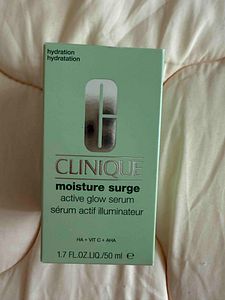 hydration
hydratation
CLINIQUE
moisture surge
active glow serum
sérum actif illuminateur
HA + VIT C + AHA
1.7 FL.OZ.LIQ./50 ml e